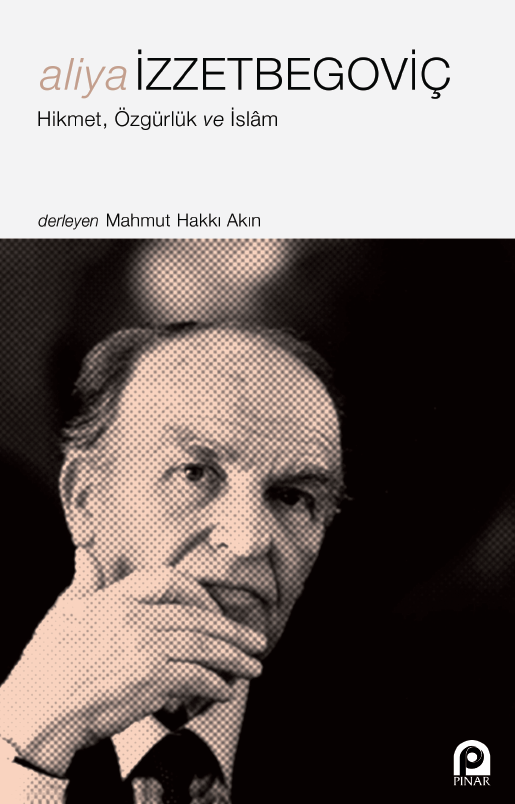 aliya İZZETBEGOVİÇ
Hikmet, Özgürlük ve İslâm
derleyen Mahmut Hakkı Akın
PINAR